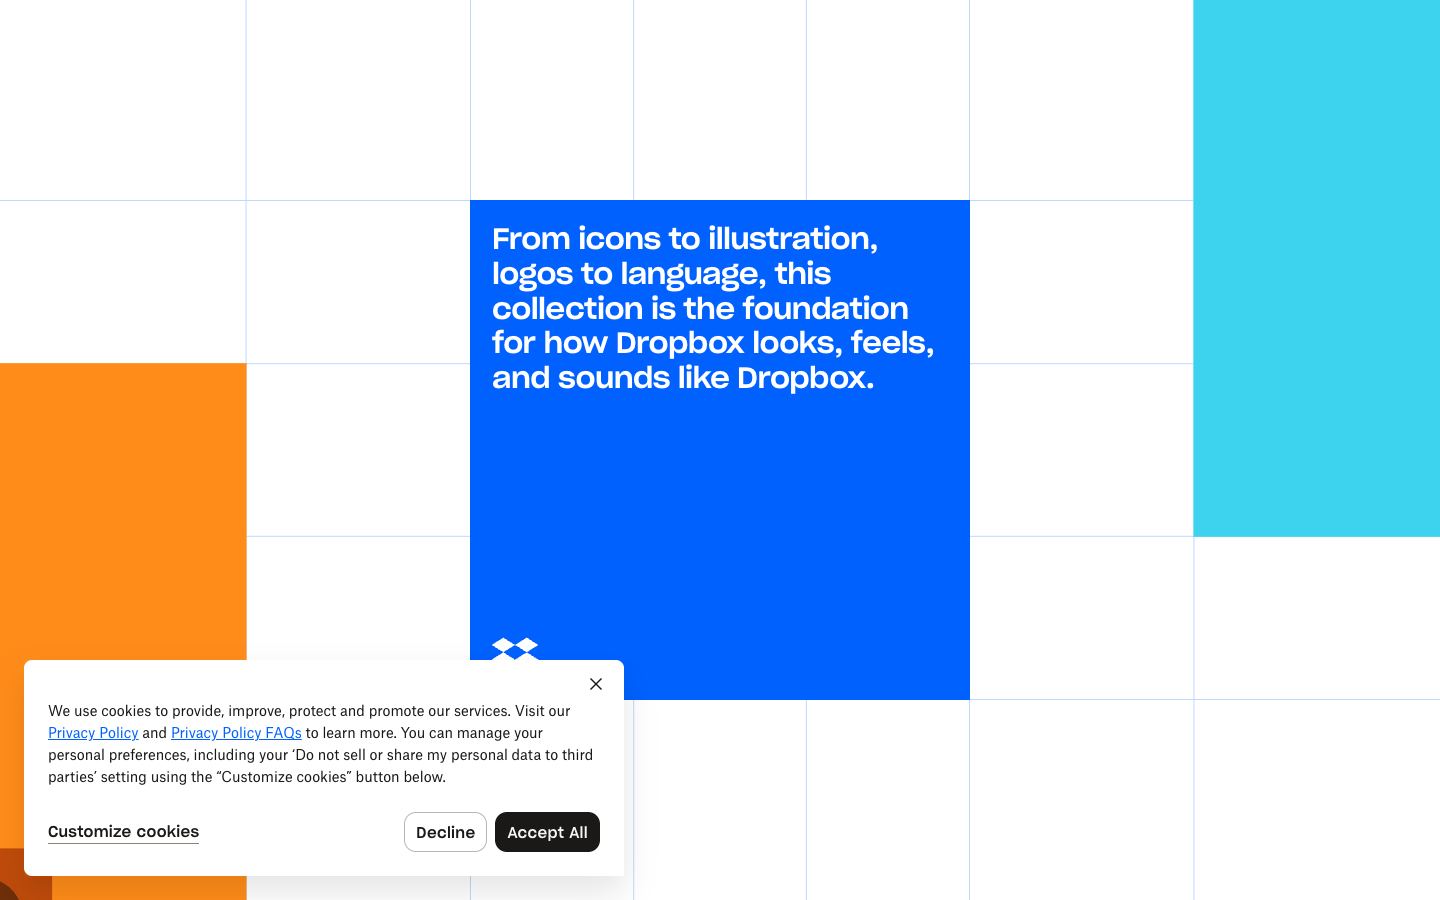 From icons to illustration,
logos to language, this
collection is the foundation
for how Dropbox looks, feels,
and sounds like Dropbox.
We use cookies to provide, improve, protect and promote our services. Visit our
Privacy Policy and Privacy Policy FAQs to learn more. You can manage your
personal preferences, including your ‘Do not sell or share my personal data to third
parties’ setting using the “Customize cookies” button below.
Customize cookies
Decline
Accept All